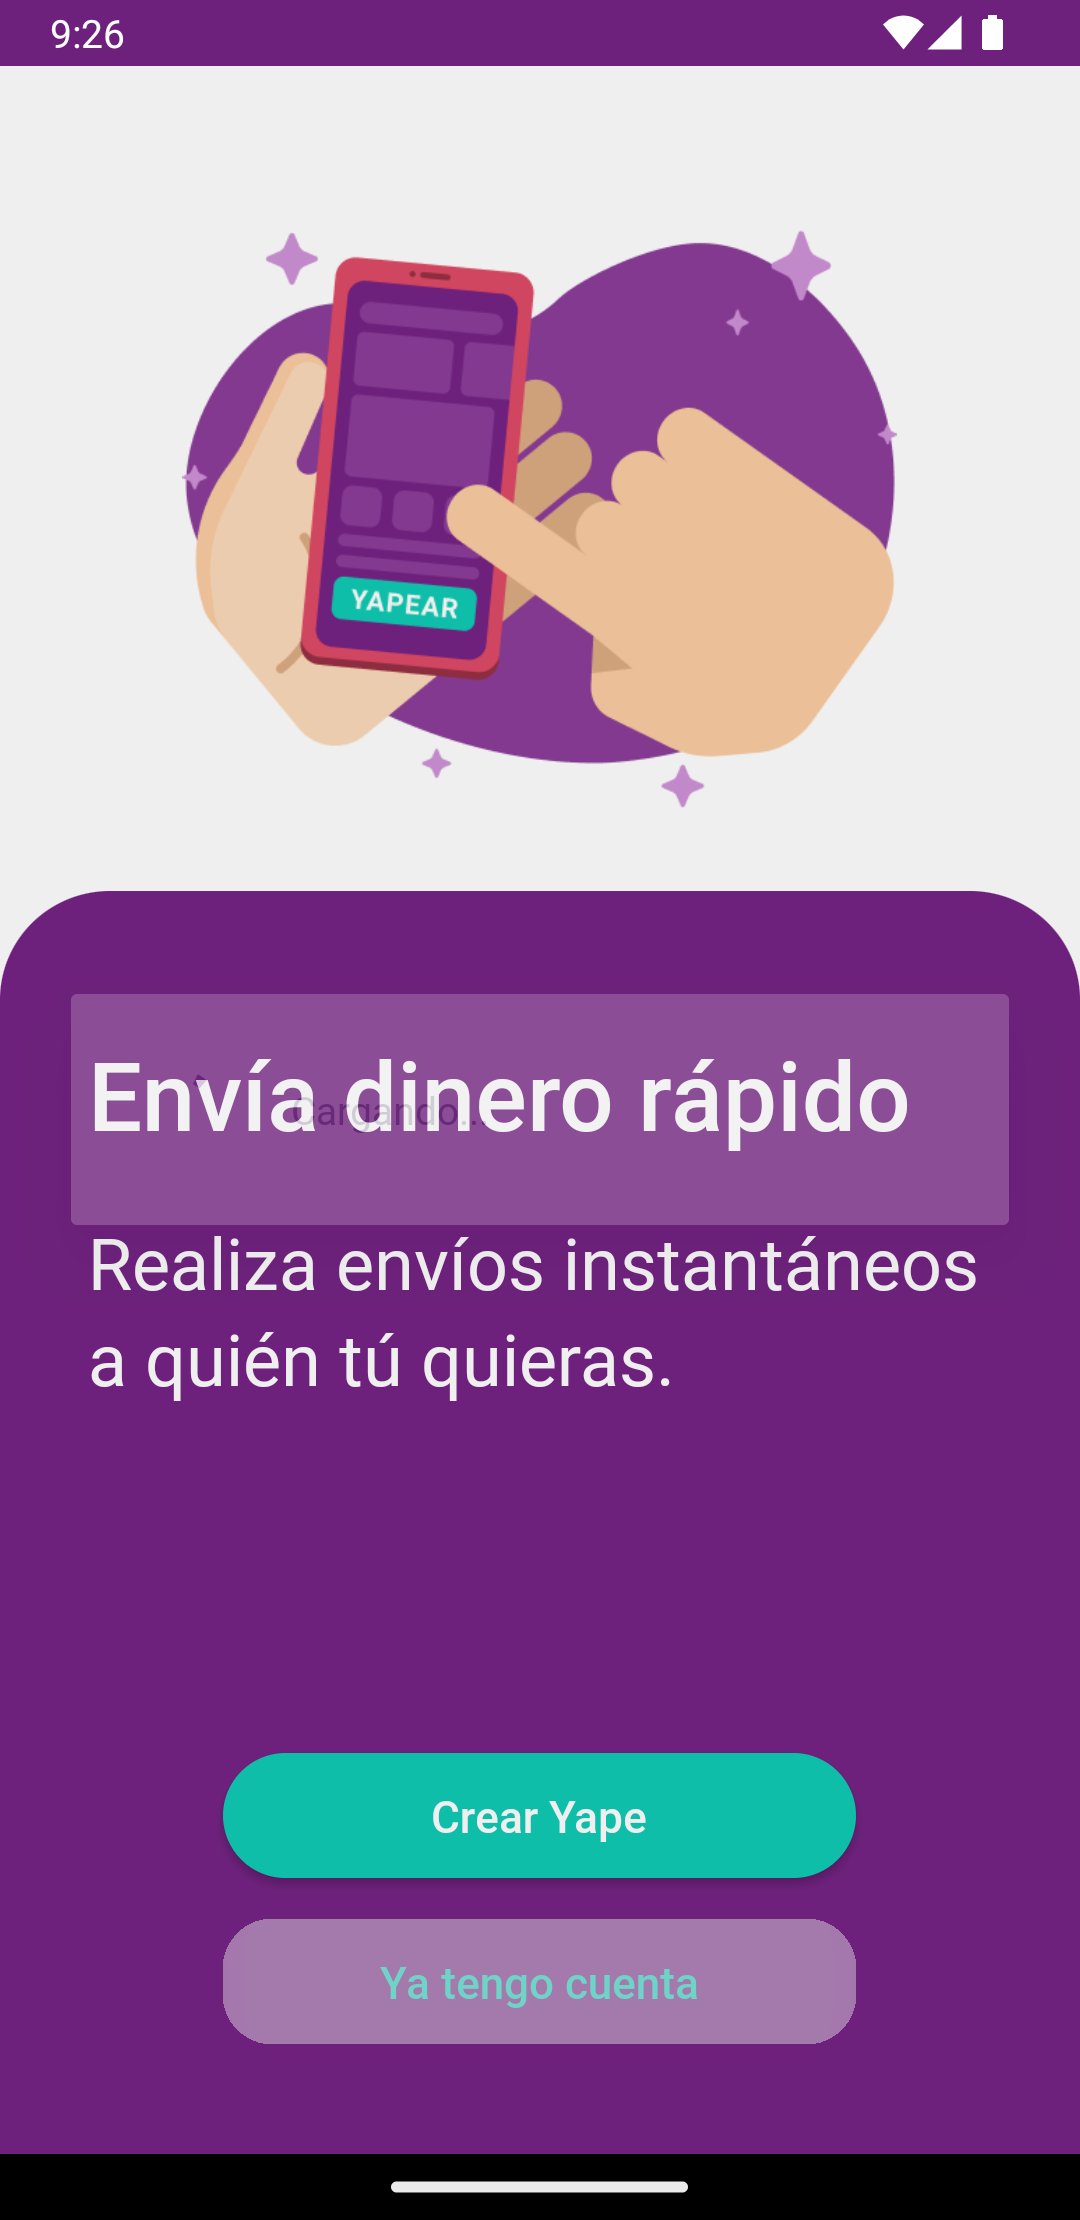 9:26
YAPEAR
Envía dinero rápido
Cargando...
Realiza envíos instantáneos
a quién tú quieras.
Crear Yape
Ya tengo cuenta